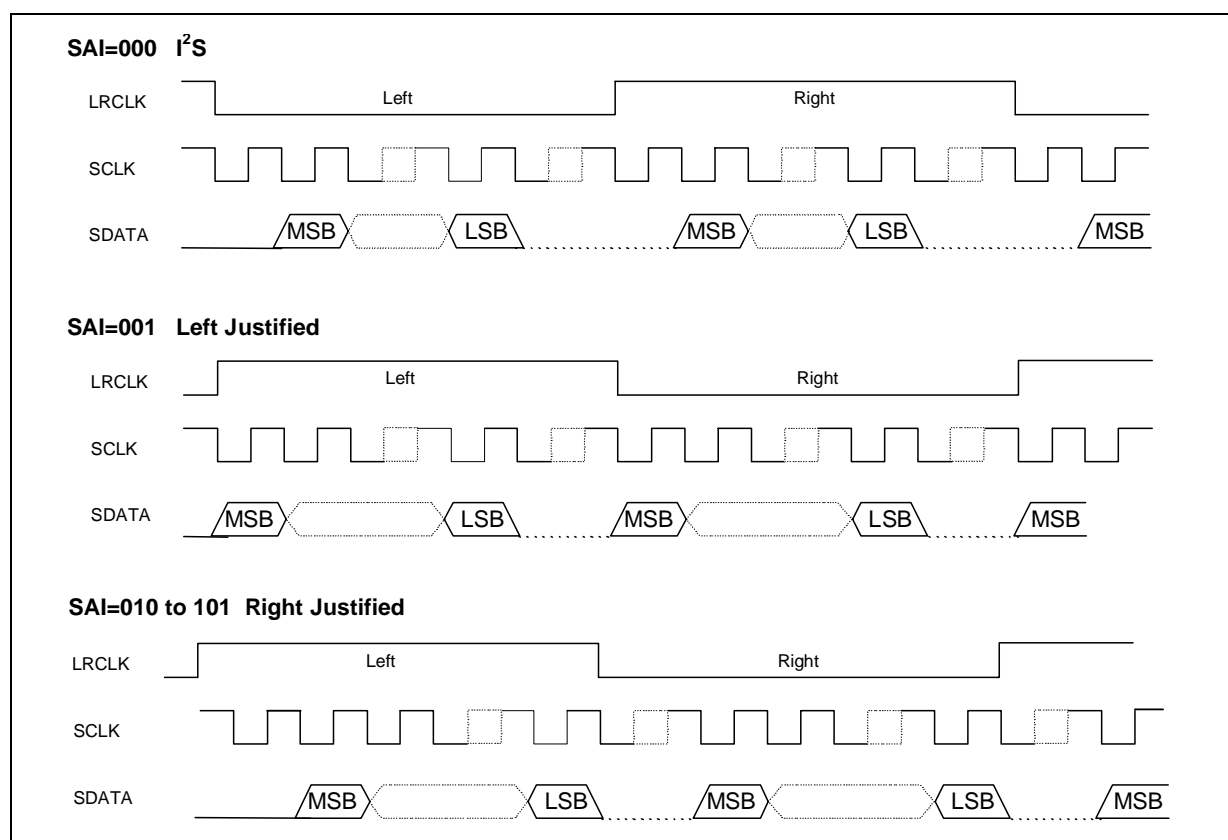 SAI=000 I²S
LRCLK Left Right
SCLK
SDATA MSB LSB MSB LSB MSB
SAI=001 Left Justified
LRCLK Left Right
SCLK
SDATA MSB LSB MSB LSB MSB
SAI=010 to 101 Right Justified
LRCLK Left Right
SCLK
SDATA MSB LSB MSB LSB MSB